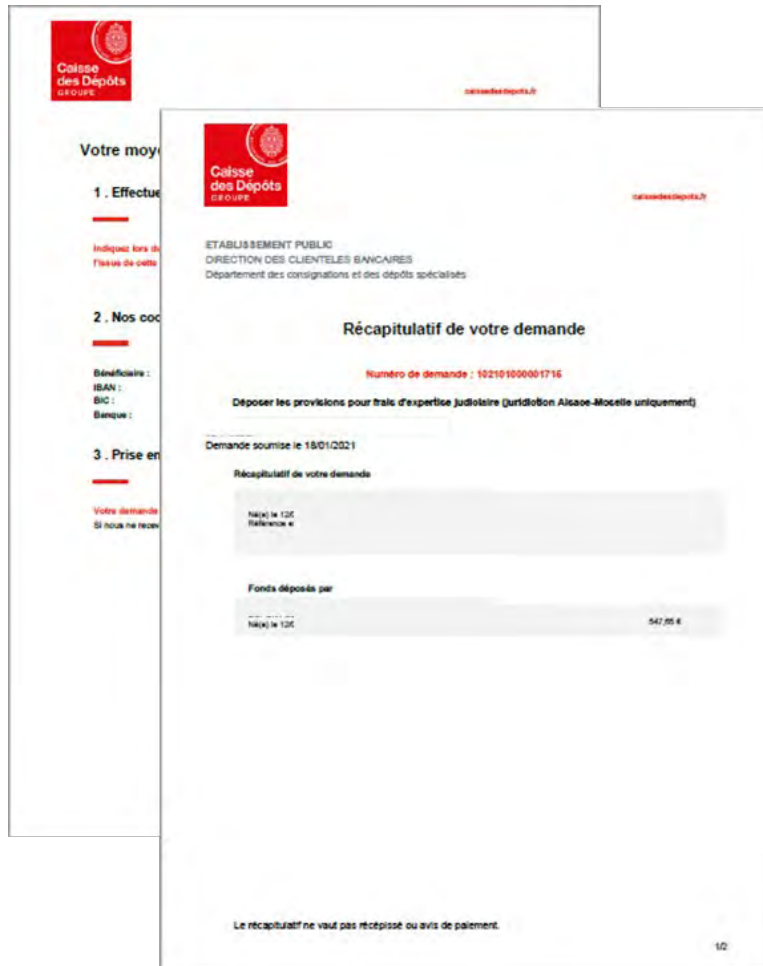 Caisse
des Dépôts
GROUPE
caissedesdepots.fr
Votre moy
1 . Effectue
Indiquez lors du
l'issue de cette
2 . Nos coo
Bénéficiaire :
IBAN :
BIC :
Banque :
3 . Prise en
Votre demande
Si nous ne recev
Caisse
des Dépôts
GROUPE
caissedesdepots.fr
ETABLISSEMENT PUBLIC
DIRECTION DES CLIENTELES BANCAIRES
Département des consignations et des dépôts spécialisés
Récapitulatif de votre demande
Numéro de demande : 102101000001716
Déposer les provisions pour frais d'expertise judiciaire (juridiction Alsace-Moselle uniquement)
Demande soumise le 18/01/2021
Récapitulatif de votre demande
Né(e) le 12/0
Référence
Fonds déposés par
Né(e) le 12/0
547,65 €
Le récapitulatif ne vaut pas récépissé ou avis de paiement.
1/2